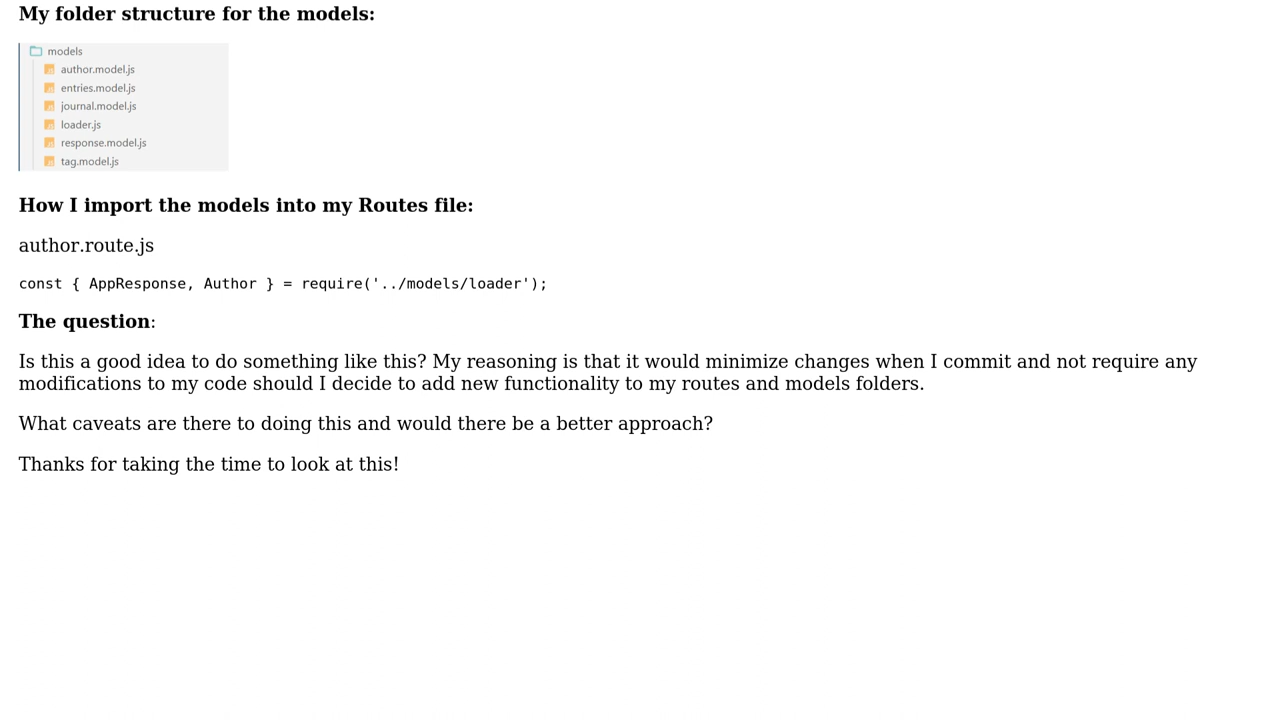 My folder structure for the models:
models
author.model.js
entries.model.js
journal.model.js
loader.js
response.model.js
tag.model.js
How I import the models into my Routes file:
author.route.js
const { AppResponse, Author } = require('../models/loader');
The question:
Is this a good idea to do something like this? My reasoning is that it would minimize changes when I commit and not require any
modifications to my code should I decide to add new functionality to my routes and models folders.
What caveats are there to doing this and would there be a better approach?
Thanks for taking the time to look at this!